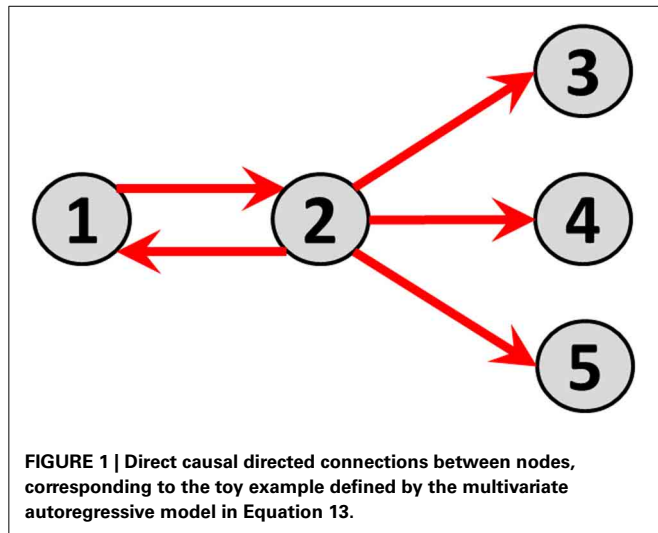 3
1
2
4
5
FIGURE 1 | Direct causal directed connections between nodes,
corresponding to the toy example defined by the multivariate
autoregressive model in Equation 13.